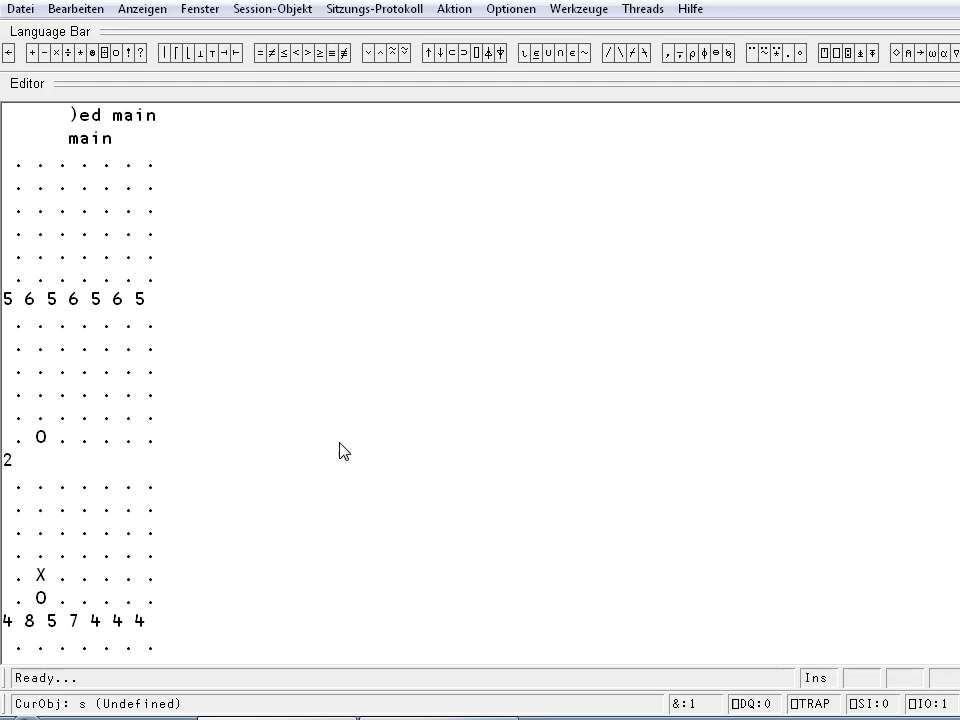 Datei Bearbeiten Anzeigen Fenster Session-Objekt Sitzungs-Protokoll Aktion Optionen Werkzeuge Threads Hilfe
Language Bar
Editor
)ed main
main
. . . . . . .
. . . . . . .
. . . . . . .
. . . . . . .
. . . . . . .
. . . . . . .
5 6 5 6 5 6 5
. . . . . . .
. . . . . . .
. . . . . . .
. . . . . . .
. . . . . . .
. O . . . . .
2
. . . . . . .
. . . . . . .
. . . . . . .
. . . . . . .
. X . . . . .
. O . . . . .
4 8 5 7 4 4 4
. . . . . . .
Ready... Ins
CurObj: s (Undefined) &:1 ⎕DQ:0 ⎕TRAP ⎕SI:0 ⎕IO:1